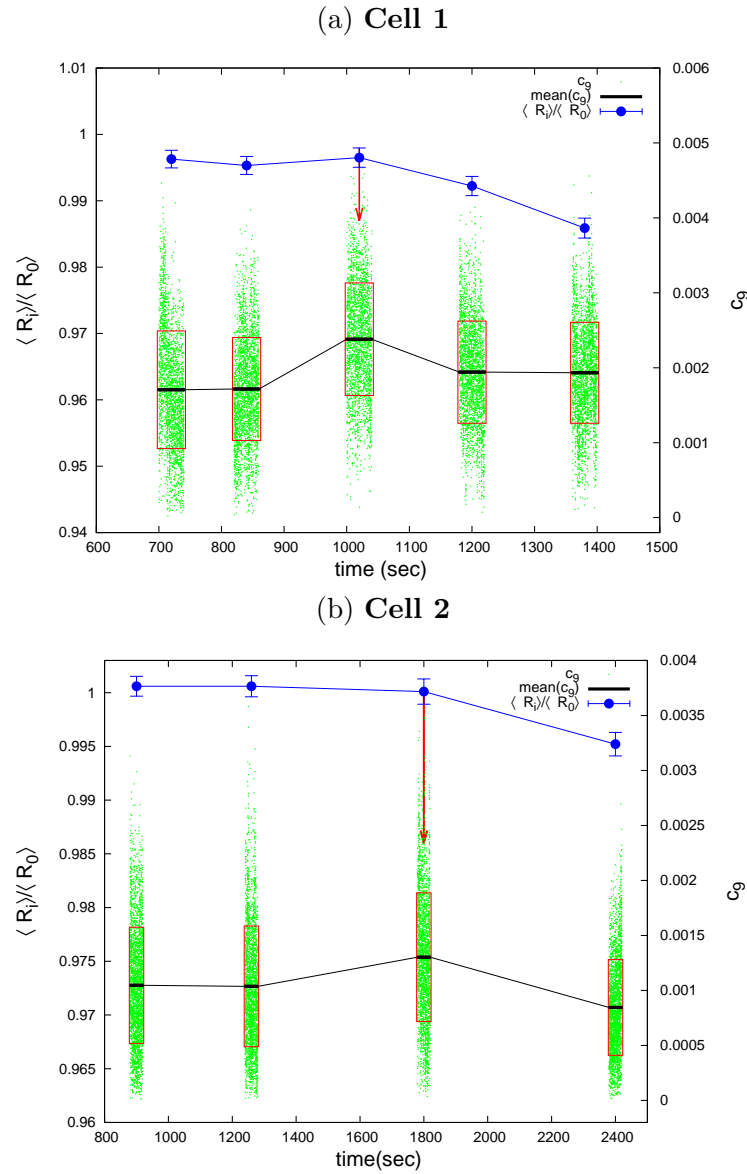 (a) Cell 1
1.01
1
0.99
0.98
0.97
0.96
0.95
0.94
⟨ R_i⟩/⟨ R_0⟩
0.006
0.005
0.004
0.003
0.002
0.001
0
c_9
c_9
mean(c_9)
⟨ R_i⟩/⟨ R_0⟩
600 700 800 900 1000 1100 1200 1300 1400 1500
time (sec)
(b) Cell 2
1
0.995
0.99
0.985
0.98
0.975
0.97
0.965
0.96
⟨ R_i⟩/⟨ R_0⟩
0.004
0.0035
0.003
0.0025
0.002
0.0015
0.001
0.0005
0
c_9
c_9
mean(c_9)
⟨ R_i⟩/⟨ R_0⟩
800 1000 1200 1400 1600 1800 2000 2200 2400
time(sec)